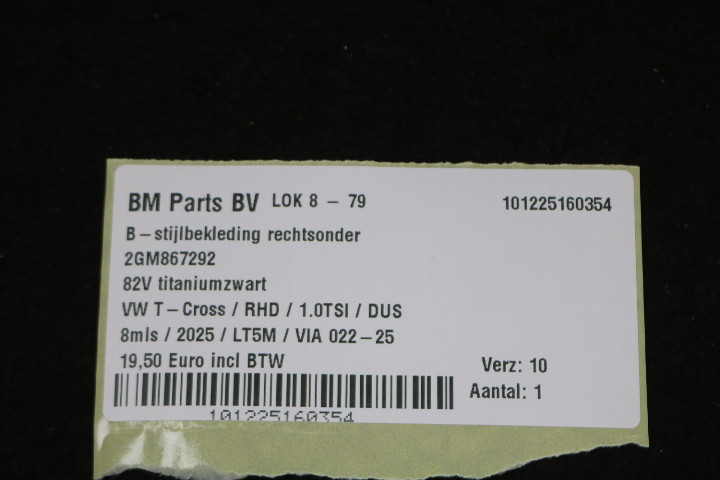 BM Parts BV LOK 8 - 79 101225160354
B-stijlbekleding rechtsonder
2GM867292
82V titaniumzwart
VW T-Cross / RHD / 1.0TSI / DUS
8mls / 2025 / LT5M / VIA 022-25
19,50 Euro incl BTW Verz: 10
Aantal: 1
101225160354